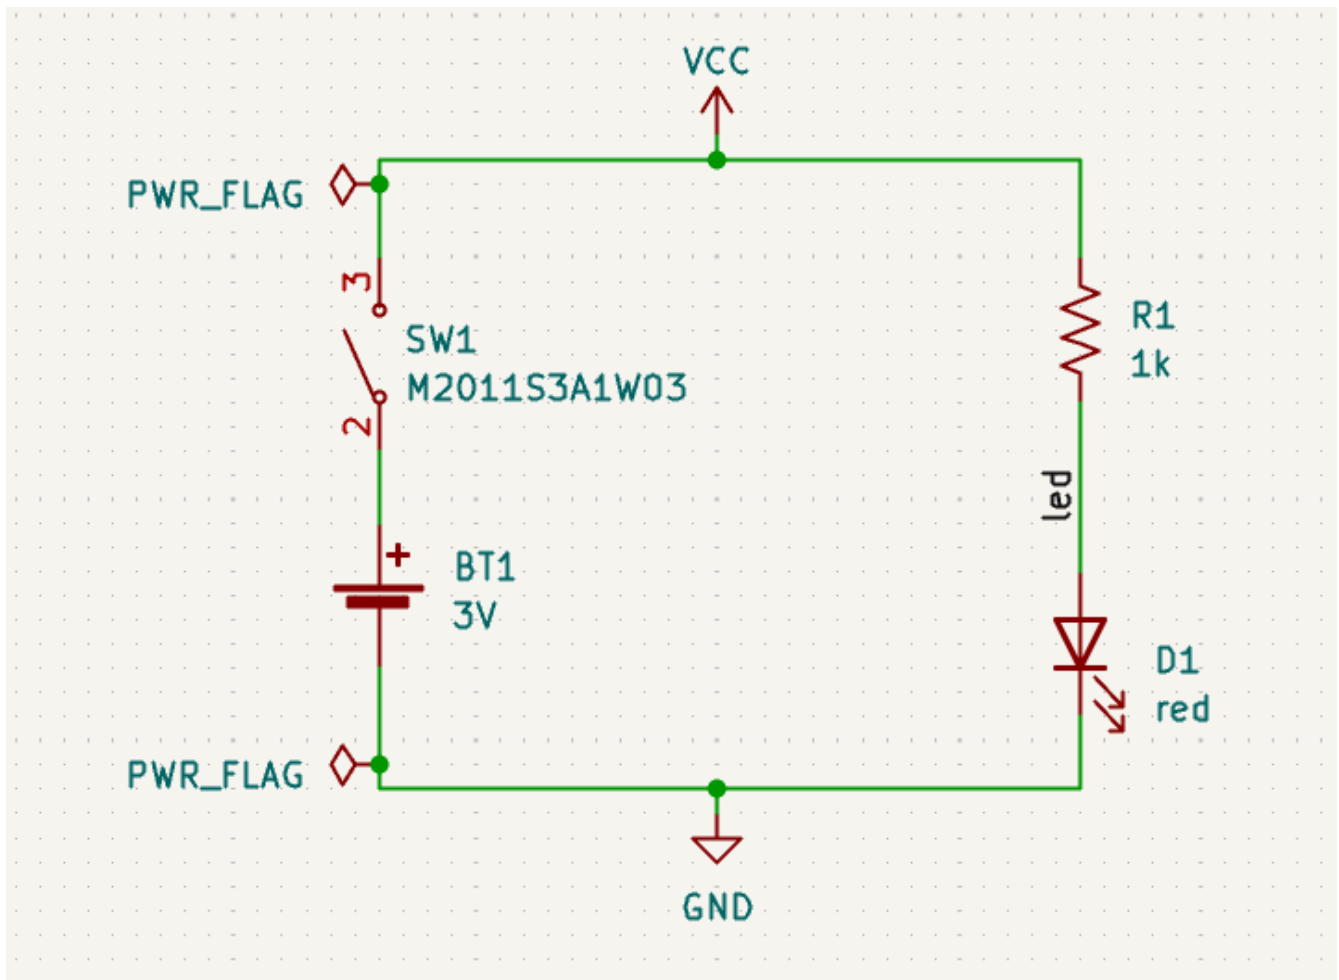 VCC
PWR_FLAG
3
SW1
M2011S3A1W03
2
R1
1k
led
+
BT1
3V
D1
red
PWR_FLAG
GND